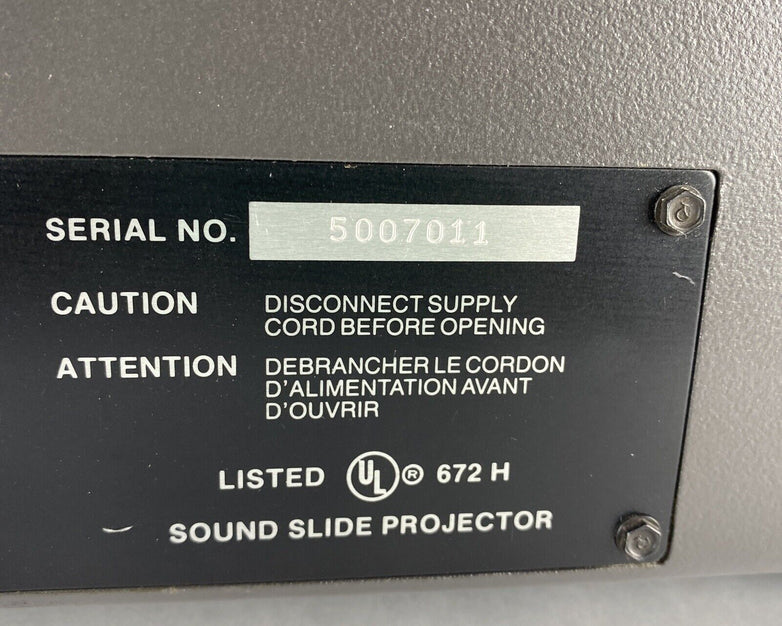 SERIAL NO. 5007011
CAUTION DISCONNECT SUPPLY
CORD BEFORE OPENING
ATTENTION DEBRANCHER LE CORDON
D'ALIMENTATION AVANT
D'OUVRIR
LISTED UL ® 672 H
SOUND SLIDE PROJECTOR